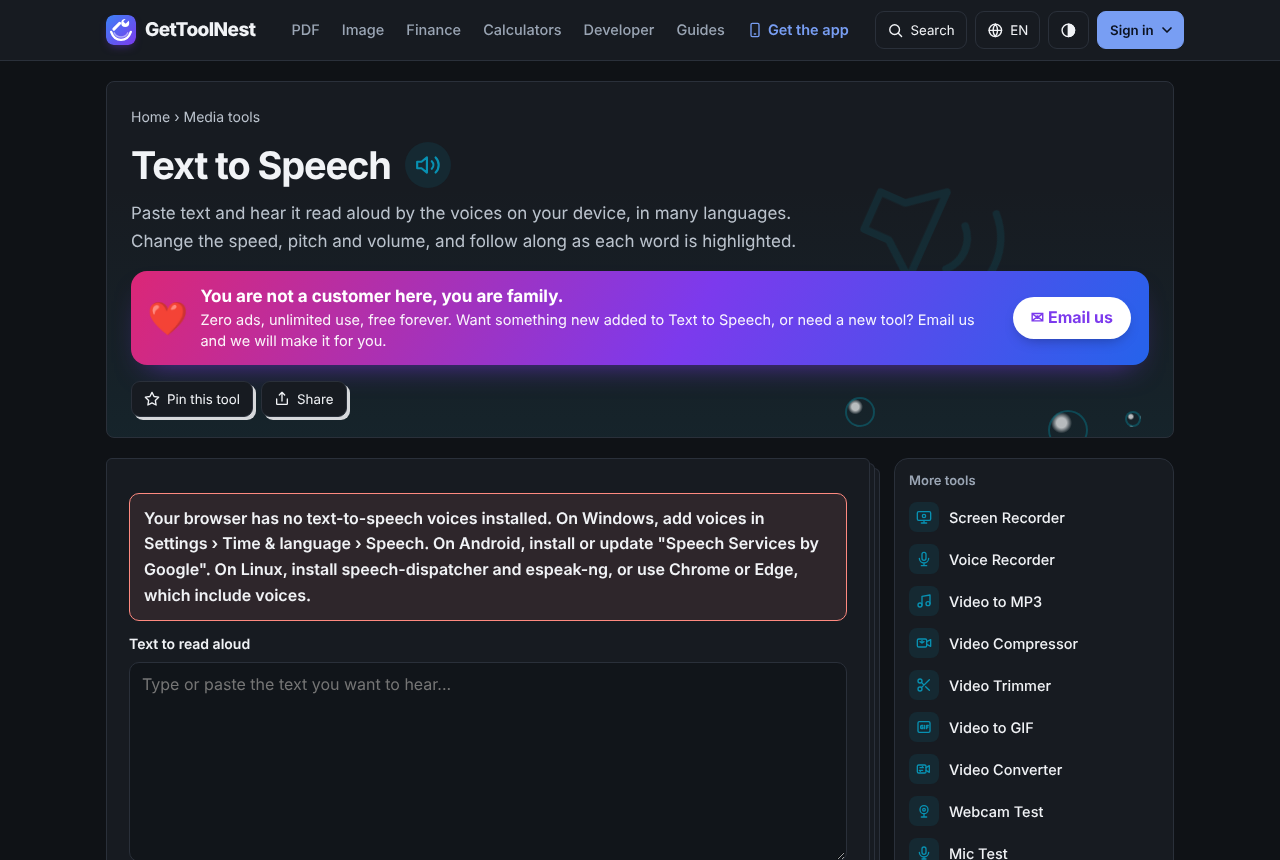 GetToolNest
PDF
Image
Finance
Calculators
Developer
Guides
Get the app
Search
EN
Sign in
Home › Media tools
Text to Speech
Paste text and hear it read aloud by the voices on your device, in many languages.
Change the speed, pitch and volume, and follow along as each word is highlighted.
You are not a customer here, you are family.
Zero ads, unlimited use, free forever. Want something new added to Text to Speech, or need a new tool? Email us
and we will make it for you.
✉ Email us
Pin this tool
Share
Your browser has no text-to-speech voices installed. On Windows, add voices in
Settings › Time & language › Speech. On Android, install or update "Speech Services by
Google". On Linux, install speech-dispatcher and espeak-ng, or use Chrome or Edge,
which include voices.
Text to read aloud
Type or paste the text you want to hear...
More tools
Screen Recorder
Voice Recorder
Video to MP3
Video Compressor
Video Trimmer
Video to GIF
Video Converter
Webcam Test
Mic Test